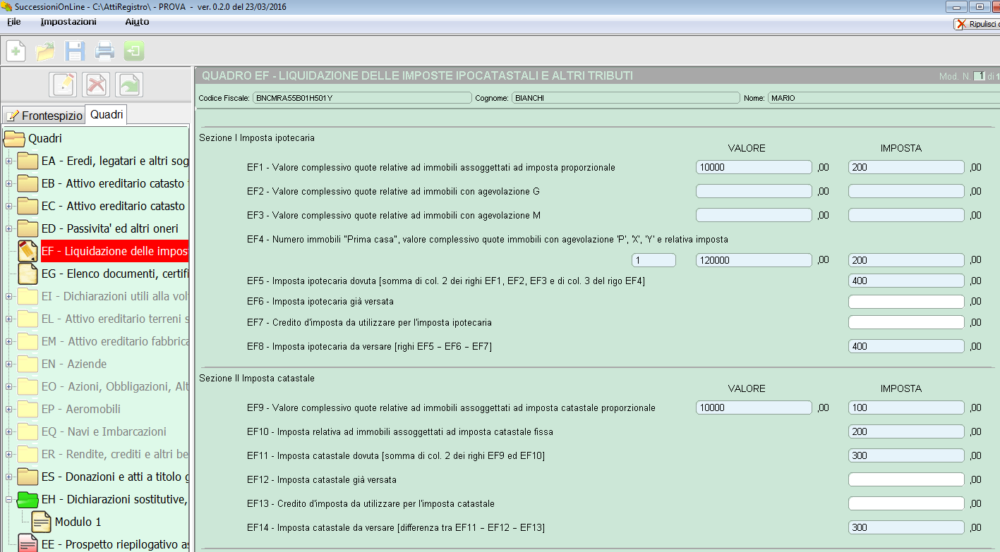 SuccessioniOnLine - C:\AttiRegistro\ - PROVA - ver. 0.2.0 del 23/03/2016
File Impostazioni Aiuto
Ripulisci
QUADRO EF - LIQUIDAZIONE DELLE IMPOSTE IPOCATASTALI E ALTRI TRIBUTI
Mod. N. 1 di 1
Codice Fiscale: BNCMRA55B01H501Y Cognome: BIANCHI Nome: MARIO
Frontespizio Quadri
Quadri
EA - Eredi, legatari e altri sog
EB - Attivo ereditario catasto
EC - Attivo ereditario catasto
ED - Passivita' ed altri oneri
EF - Liquidazione delle impost
EG - Elenco documenti, certifi
EI - Dichiarazioni utili alla vol
EL - Attivo ereditario terreni s
EM - Attivo ereditario fabbrica
EN - Aziende
EO - Azioni, Obbligazioni, Alt
EP - Aeromobili
EQ - Navi e Imbarcazioni
ER - Rendite, crediti e altri be
ES - Donazioni e atti a titolo g
EH - Dichiarazioni sostitutive,
Modulo 1
EE - Prospetto riepilogativo as
Sezione I Imposta ipotecaria
VALORE IMPOSTA
EF1 - Valore complessivo quote relative ad immobili assoggettati ad imposta proporzionale 10000 ,00 200 ,00
EF2 - Valore complessivo quote relative ad immobili con agevolazione G ,00 ,00
EF3 - Valore complessivo quote relative ad immobili con agevolazione M ,00 ,00
EF4 - Numero immobili "Prima casa", valore complessivo quote immobili con agevolazione 'P', 'X', 'Y' e relativa imposta
1 120000 ,00 200 ,00
EF5 - Imposta ipotecaria dovuta [somma di col. 2 dei righi EF1, EF2, EF3 e di col. 3 del rigo EF4] 400 ,00
EF6 - Imposta ipotecaria già versata ,00
EF7 - Credito d'imposta da utilizzare per l'imposta ipotecaria ,00
EF8 - Imposta ipotecaria da versare [righi EF5 - EF6 - EF7] 400 ,00
Sezione II Imposta catastale
VALORE IMPOSTA
EF9 - Valore complessivo quote relative ad immobili assoggettati ad imposta catastale proporzionale 10000 ,00 100 ,00
EF10 - Imposta relativa ad immobili assoggettati ad imposta catastale fissa 200 ,00
EF11 - Imposta catastale dovuta [somma di col. 2 dei righi EF9 ed EF10] 300 ,00
EF12 - Imposta catastale già versata ,00
EF13 - Credito d'imposta da utilizzare per l'imposta catastale ,00
EF14 - Imposta catastale da versare [differenza tra EF11 - EF12 - EF13] 300 ,00